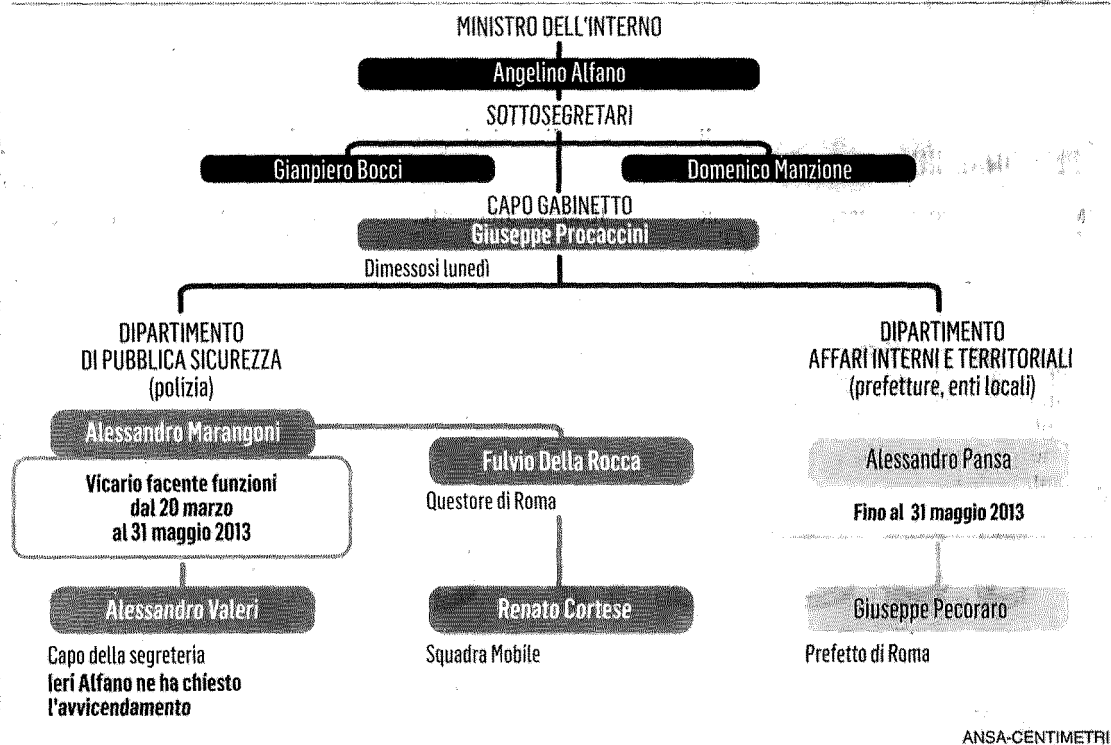 MINISTRO DELL'INTERNO
Angelino Alfano
SOTTOSEGRETARI
Gianpiero Bocci
Domenico Manzione
CAPO GABINETTO
Giuseppe Procaccini
Dimessosi lunedì
DIPARTIMENTO
DI PUBBLICA SICUREZZA
(polizia)
Alessandro Marangoni
Vicario facente funzioni
dal 20 marzo
al 31 maggio 2013
Alessandro Valeri
Capo della segreteria
Ieri Alfano ne ha chiesto
l'avvicendamento
Fulvio Della Rocca
Questore di Roma
Renato Cortese
Squadra Mobile
DIPARTIMENTO
AFFARI INTERNI E TERRITORIALI
(prefetture, enti locali)
Alessandro Pansa
Fino al 31 maggio 2013
Giuseppe Pecoraro
Prefetto di Roma
ANSA-CENTIMETRI